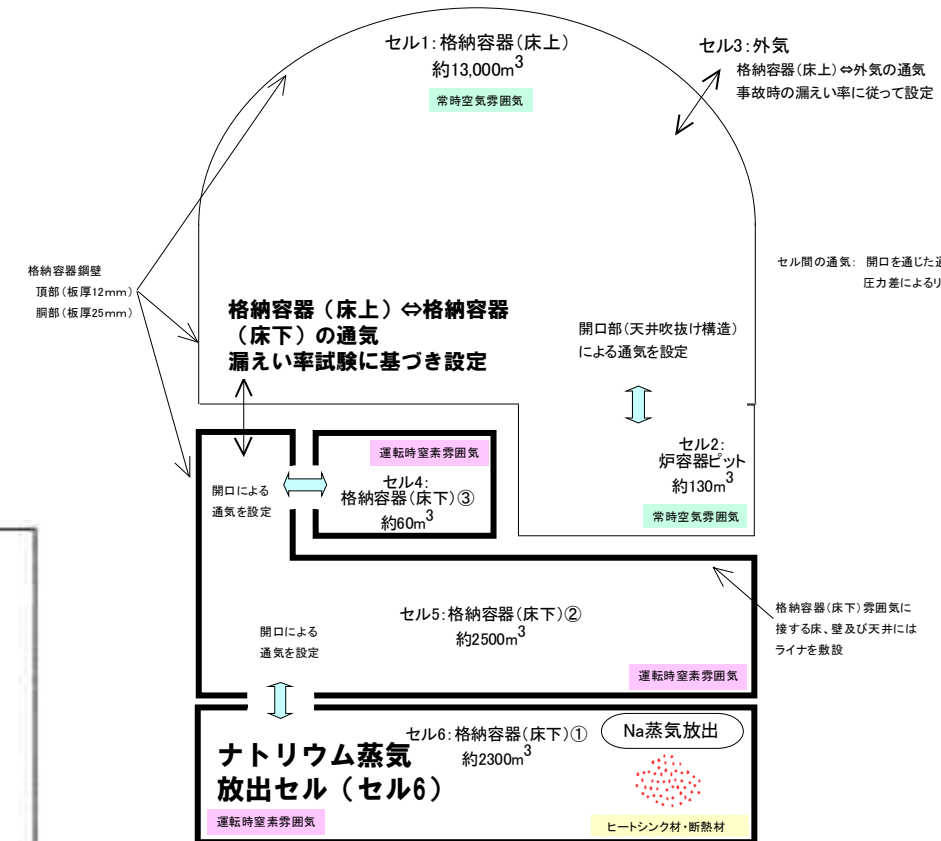 セル1：格納容器(床上)
約13,000m3
常時空気雰囲気
セル3：外気
格納容器(床上)⇔外気の通気
事故時の漏えい率に従って設定
格納容器鋼壁
頂部(板厚12mm)
胴部(板厚25mm)
セル間の通気： 開口を通じた
圧力差による
格納容器（床上）⇔格納容器
（床下）の通気
漏えい率試験に基づき設定
開口部(天井吹抜け構造)
による通気を設定
運転時窒素雰囲気
セル4：
格納容器(床下)③
約60m3
開口による
通気を設定
セル2：
炉容器ピット
約130m3
常時空気雰囲気
格納容器(床下)雰囲気に
接する床、壁及び天井には
ライナを敷設
セル5：格納容器(床下)②
約2500m3
開口による
通気を設定
運転時窒素雰囲気
セル6：格納容器(床下)①
約2300m3
Na蒸気放出
ナトリウム蒸気
放出セル（セル6）
運転時窒素雰囲気
ヒートシンク材・断熱材